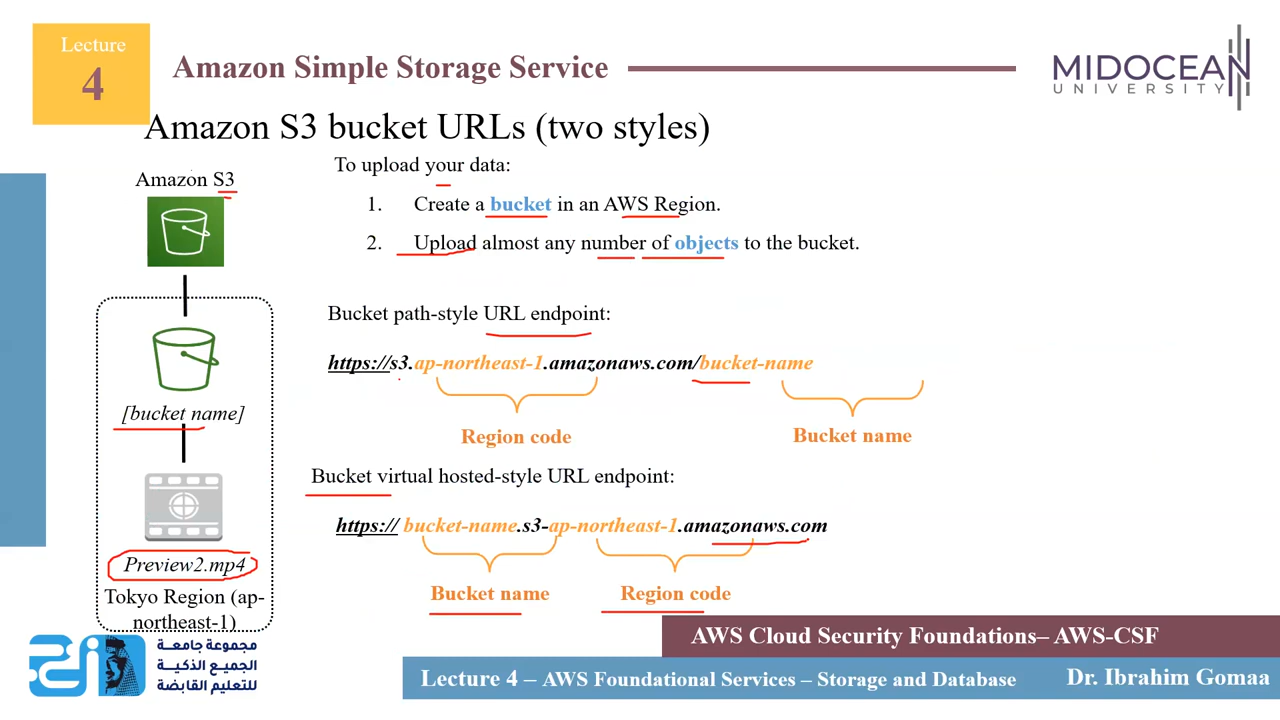 Lecture
4
Amazon Simple Storage Service
MIDOCEAN
UNIVERSITY
Amazon S3 bucket URLs (two styles)
Amazon S3
[bucket name]
Preview2.mp4
Tokyo Region (ap-
northeast-1)
To upload your data:
1. Create a bucket in an AWS Region.
2. Upload almost any number of objects to the bucket.
Bucket path-style URL endpoint:
https://s3.ap-northeast-1.amazonaws.com/bucket-name
Region code
Bucket name
Bucket virtual hosted-style URL endpoint:
https:// bucket-name.s3-ap-northeast-1.amazonaws.com
Bucket name
Region code
مجموعة جامعة
الجميع الذكية
للتعليم القابضة
AWS Cloud Security Foundations– AWS-CSF
Lecture 4 – AWS Foundational Services – Storage and Database
Dr. Ibrahim Gomaa